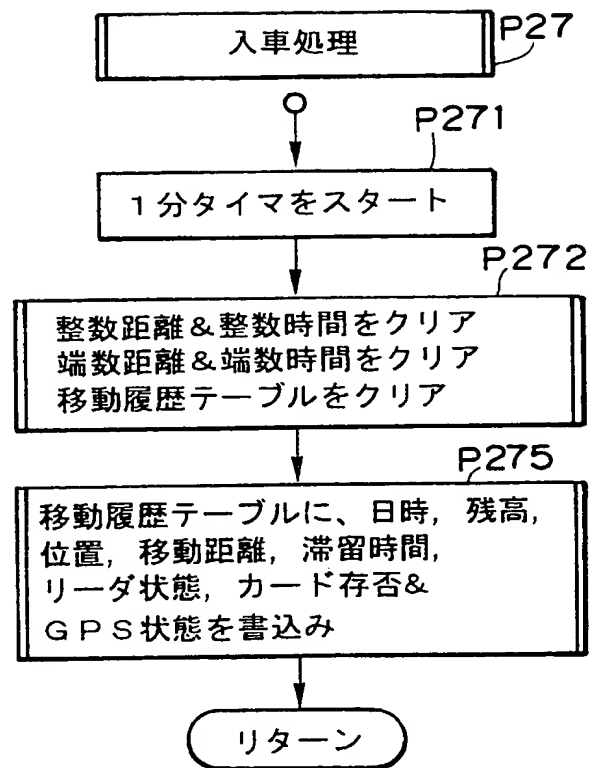 入車処理
P27
P271
1分タイマをスタート
P272
整数距離&整数時間をクリア
端数距離&端数時間をクリア
移動履歴テーブルをクリア
P275
移動履歴テーブルに、日時，残高，
位置，移動距離，滞留時間，
リーダ状態，カード存否&
GPS状態を書込み
リターン